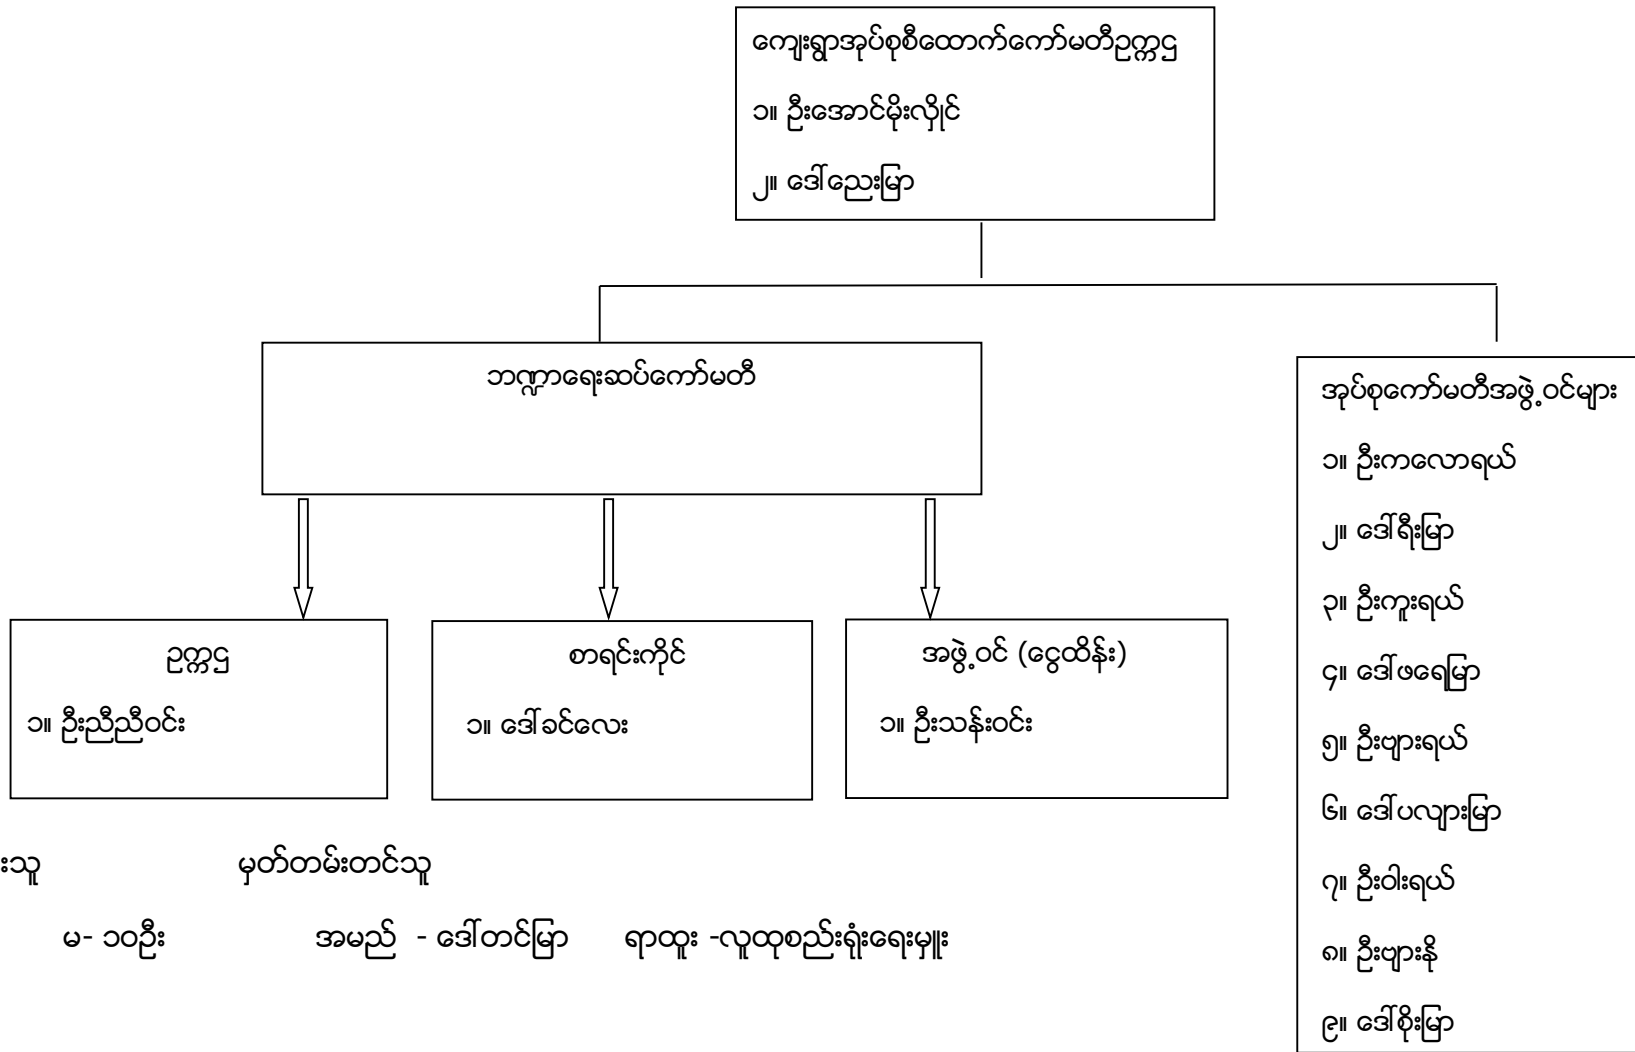 ကျေးရွာအုပ်စုစီထောက်ကော်မတီဥက္ကဌ
၁။ ဦးအောင်မိုးလှိုင်
၂။ ဒေါ်ညေးမြာ
ဘဏ္ဍာရေးဆပ်ကော်မတီ
ဥက္ကဌ
၁။ ဦးညီညီဝင်း
စာရင်းကိုင်
၁။ ဒေါ်ခင်လေး
အဖွဲ့ဝင် (ငွေထိန်း)
၁။ ဦးသန်းဝင်း
အုပ်စုကော်မတီအဖွဲ့ဝင်များ
၁။ ဦးကလောရယ်
၂။ ဒေါ်ရီးမြာ
၃။ ဦးကူးရယ်
၄။ ဒေါ်ဖရေမြာ
၅။ ဦးဗျားရယ်
၆။ ဒေါ်ပလျားမြာ
၇။ ဦးဝါးရယ်
၈။ ဦးဗျားနိ
၉။ ဒေါ်စိုးမြာ
မှတ်တမ်းတင်သူ
မ- ၁၀ဦး အမည် - ဒေါ်တင်မြာ ရာထူး -လူထုစည်းရုံးရေးမှူး